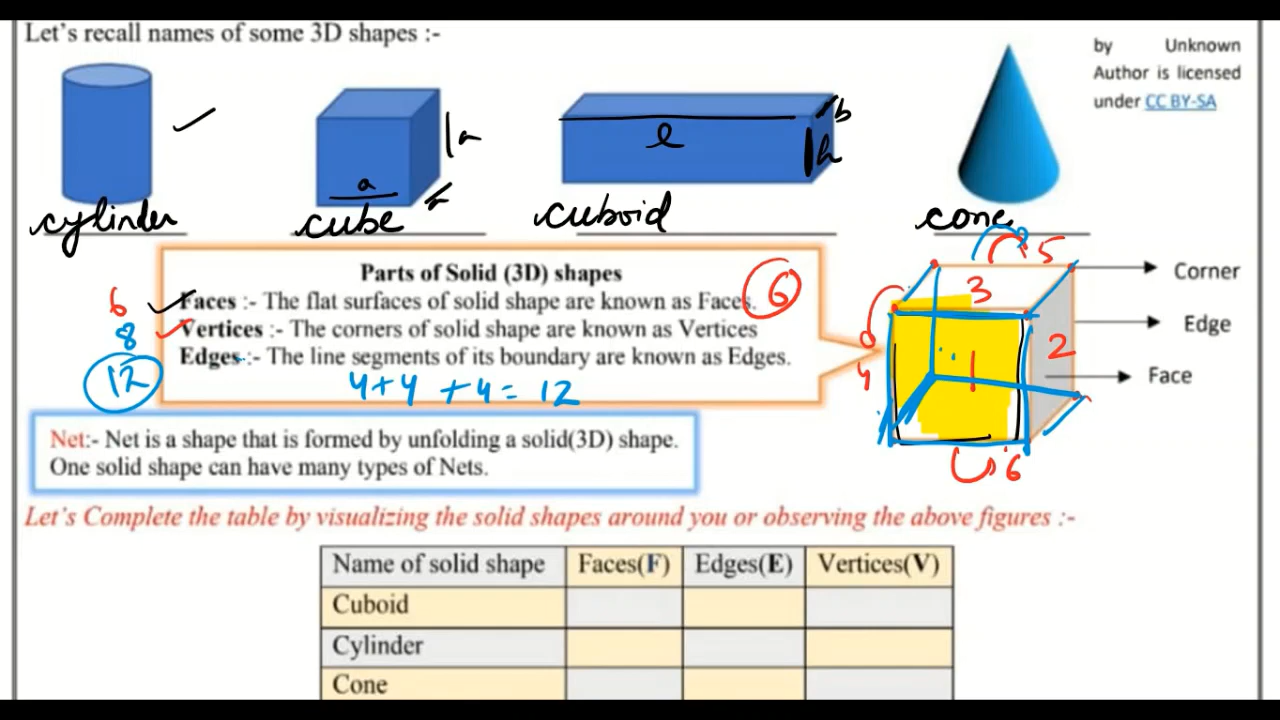 Let's recall names of some 3D shapes :-
by Unknown
Author is licensed
under CC BY-SA
a
a
l
b
h
cylinder
cube
cuboid
cone
Parts of Solid (3D) shapes
Faces :- The flat surfaces of solid shape are known as Faces.
6
6
Vertices :- The corners of solid shape are known as Vertices
8
Edges :- The line segments of its boundary are known as Edges.
12
4+4 +4= 12
5
3
2
1
4
6
Corner
Edge
Face
Net:- Net is a shape that is formed by unfolding a solid(3D) shape.
One solid shape can have many types of Nets.
Let's Complete the table by visualizing the solid shapes around you or observing the above figures :-
Name of solid shape Faces(F) Edges(E) Vertices(V)
Cuboid
Cylinder
Cone